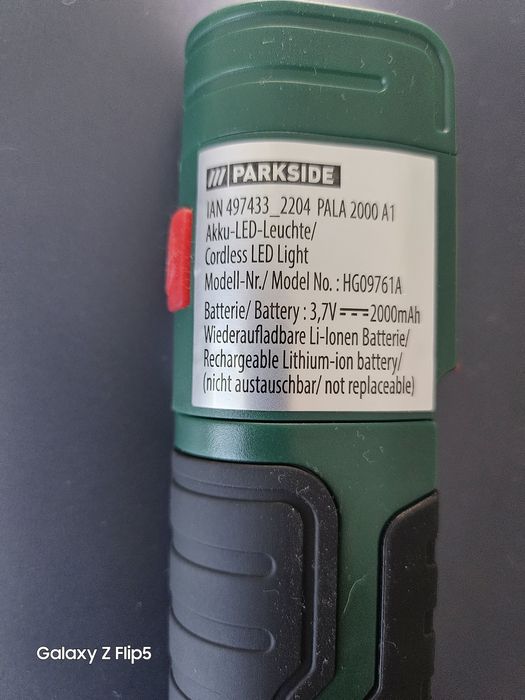 PARKSIDE
IAN 497433_2204 PALA 2000 A1
Akku-LED-Leuchte/
Cordless LED Light
Modell-Nr./ Model No. : HG09761A
Batterie/ Battery : 3,7V⎓2000mAh
Wiederaufladbare Li-Ionen Batterie/
Rechargeable Lithium-ion battery/
(nicht austauschbar/ not replaceable)
Galaxy Z Flip5